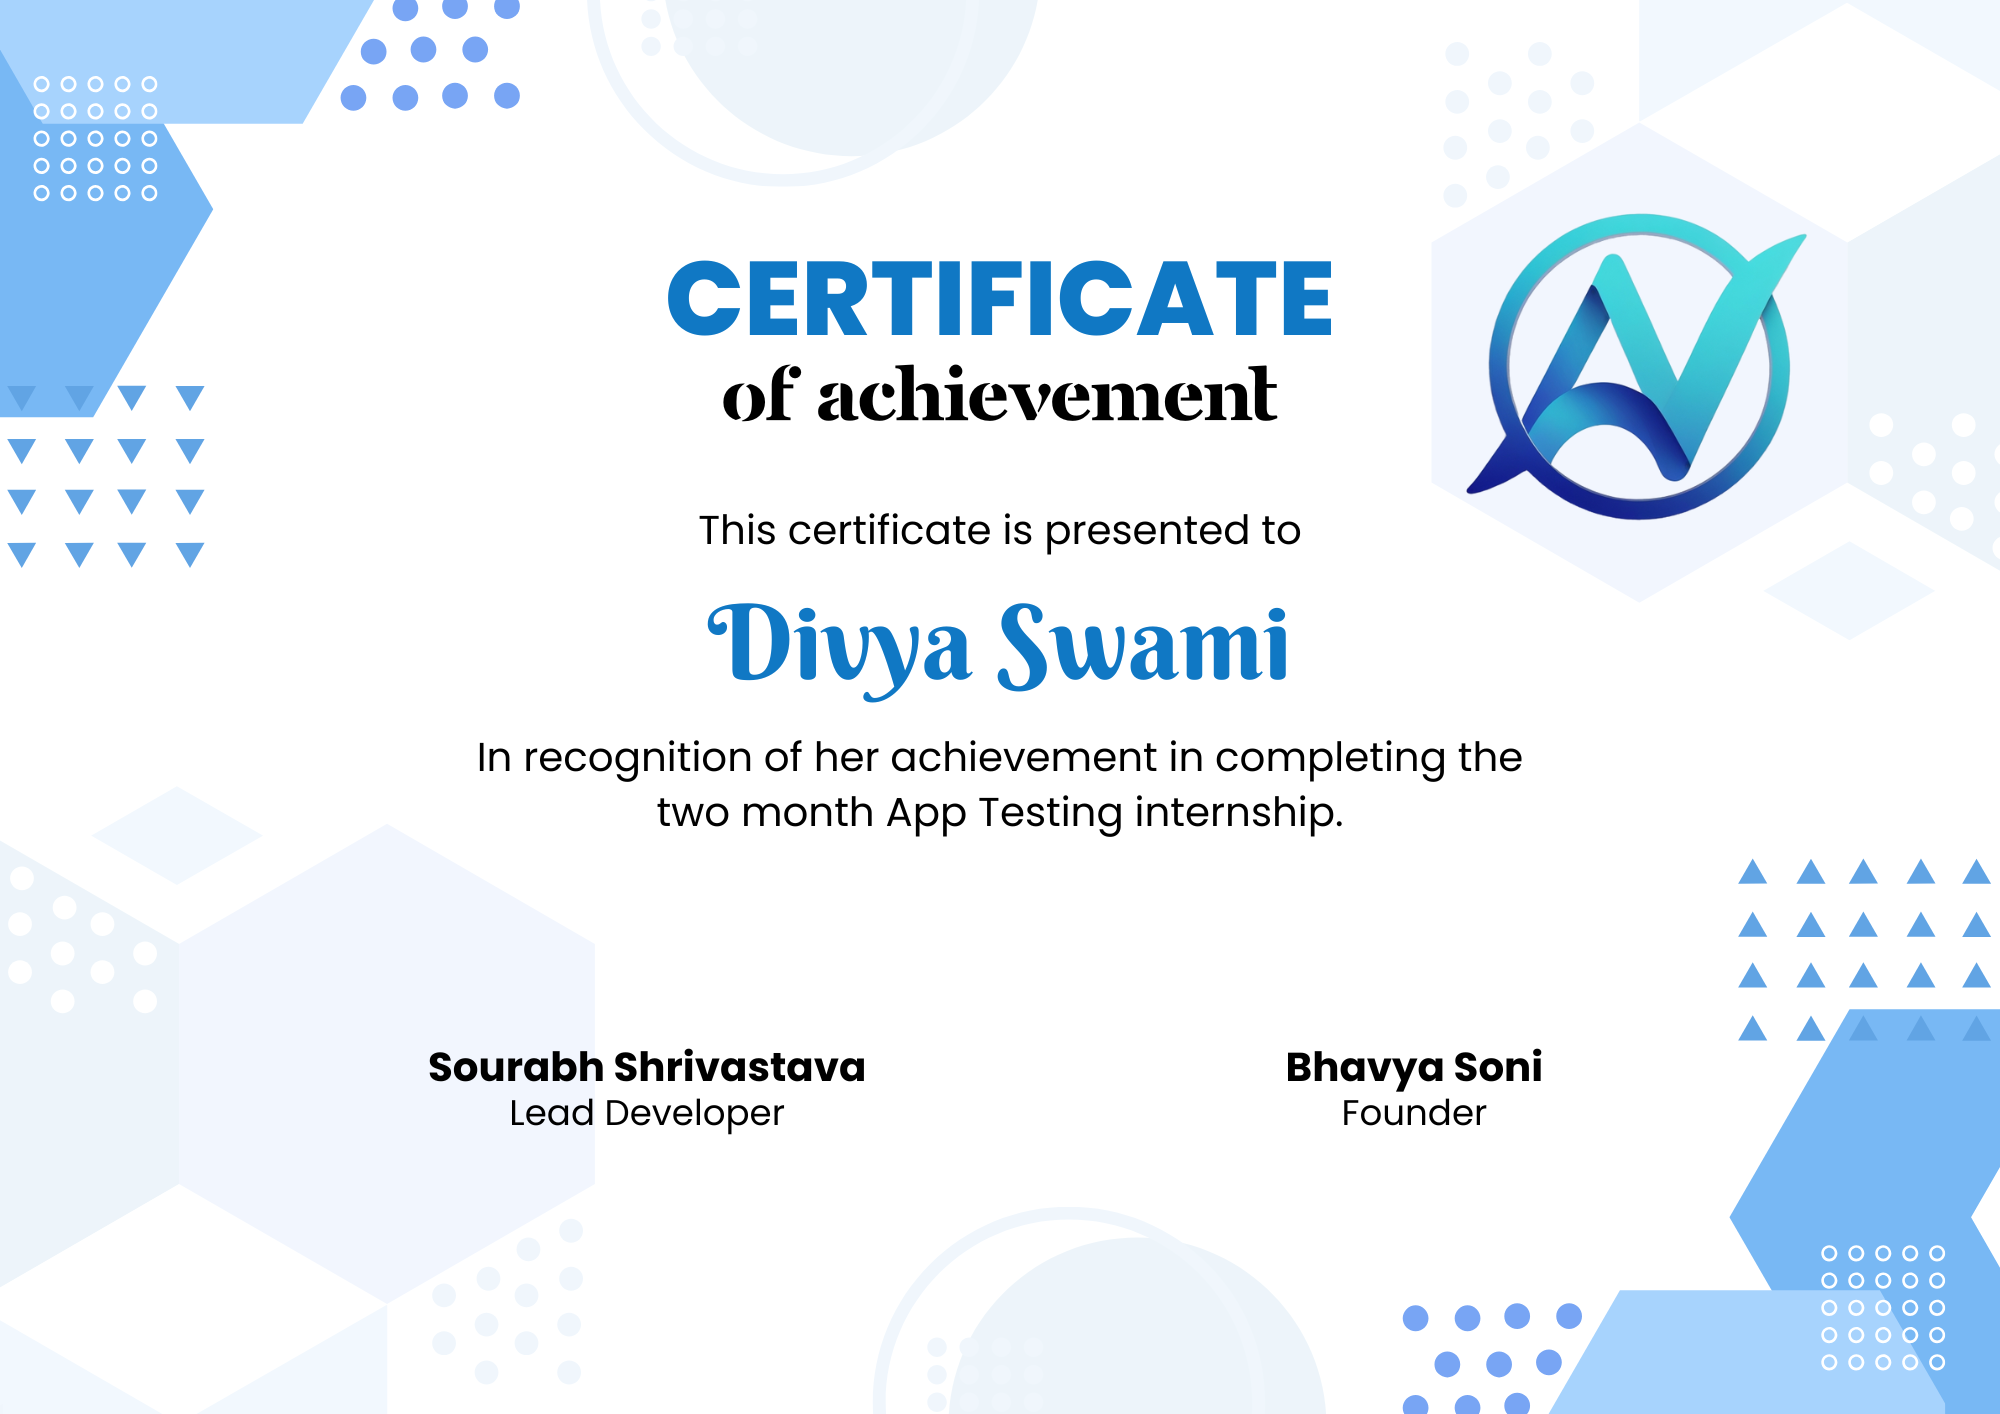 CERTIFICATE
of achievement
This certificate is presented to
Divya Swami
In recognition of her achievement in completing the
two month App Testing internship.
Sourabh Shrivastava
Lead Developer
Bhavya Soni
Founder